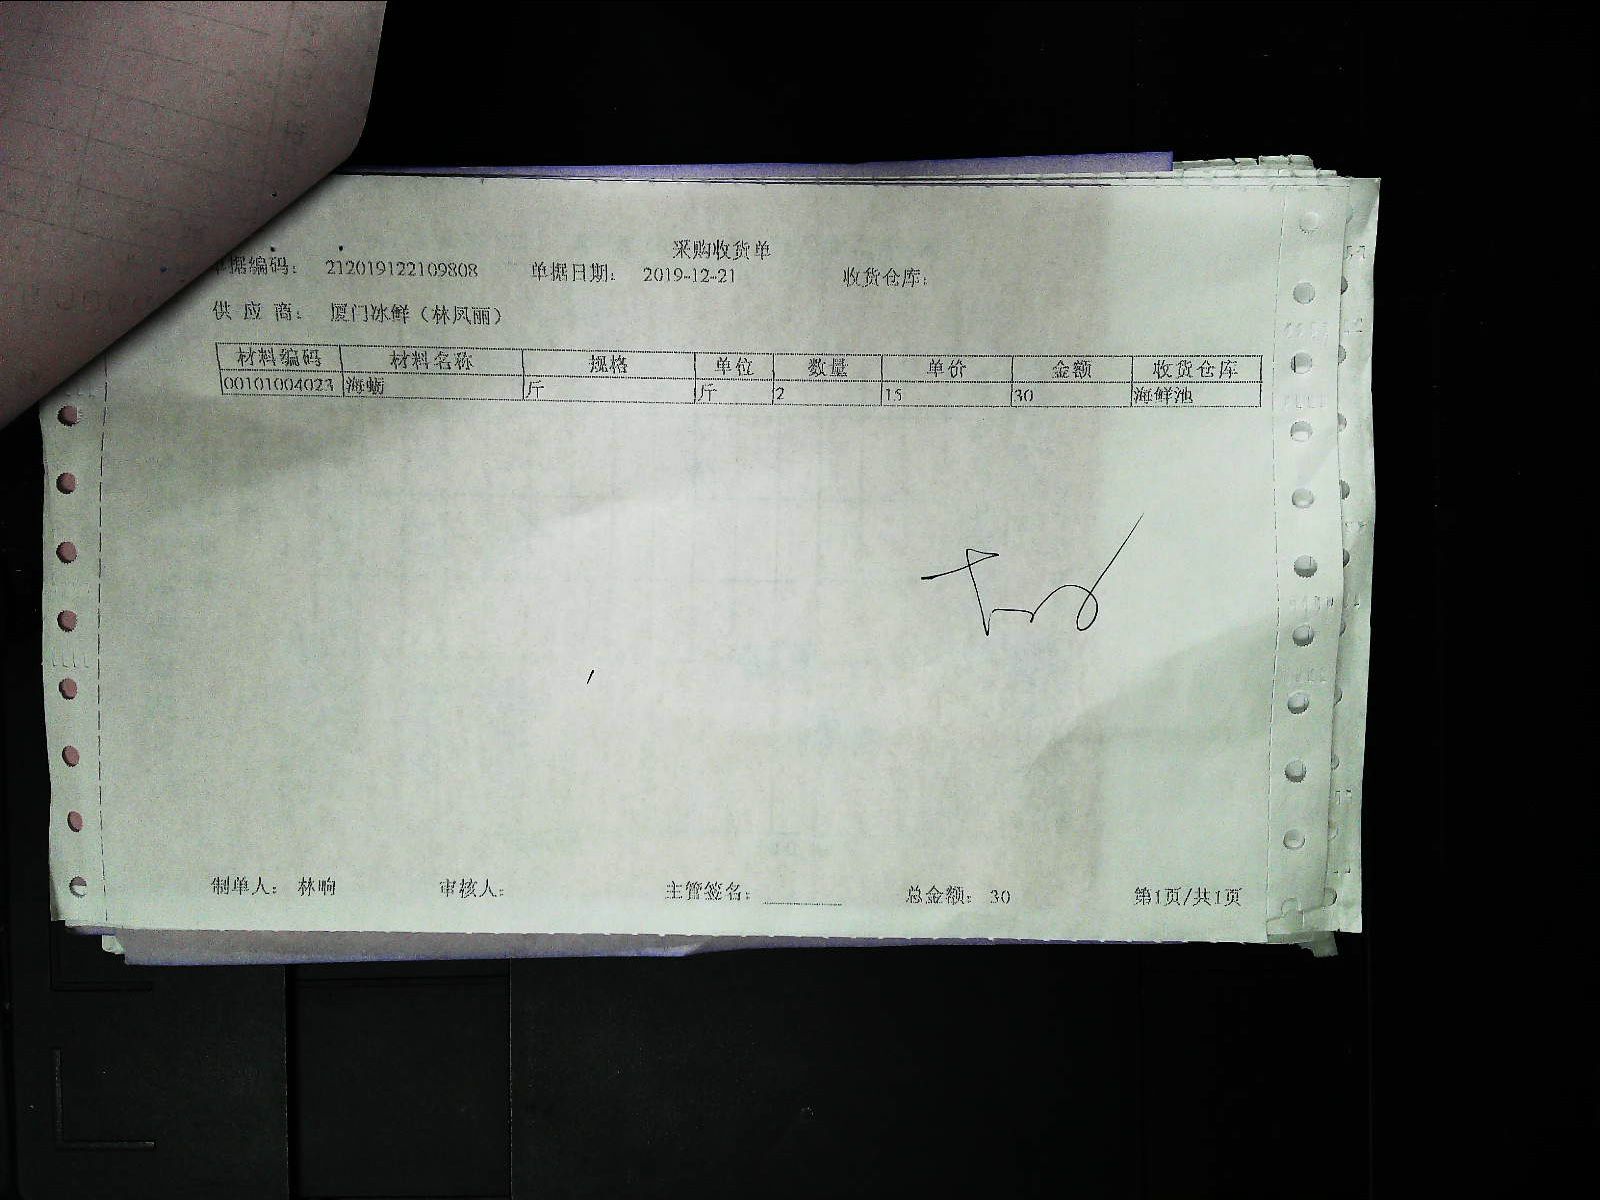 采购收货单
单据编码： 212019122109808 单据日期： 2019-12-21 收货仓库：
供 应 商： 厦门冰鲜（林凤丽）
材料编码 材料名称 规格 单位 数量 单价 金额 收货仓库
00101004023 海蛎 斤 斤 2 15 30 海鲜池
制单人： 林响 审核人： 主管签名： 总金额： 30 第1页/共1页